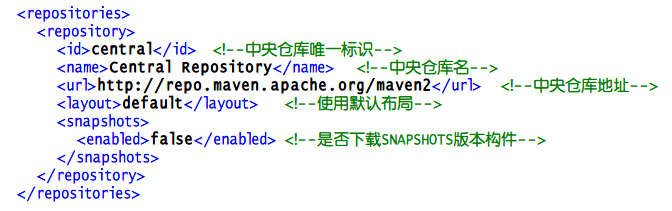 <repositories>
<repository>
<id>central</id> <!--中央仓库唯一标识-->
<name>Central Repository</name> <!--中央仓库名-->
<url>http://repo.maven.apache.org/maven2</url> <!--中央仓库地址-->
<layout>default</layout> <!--使用默认布局-->
<snapshots>
<enabled>false</enabled> <!--是否下载SNAPSHOTS版本构件-->
</snapshots>
</repository>
</repositories>